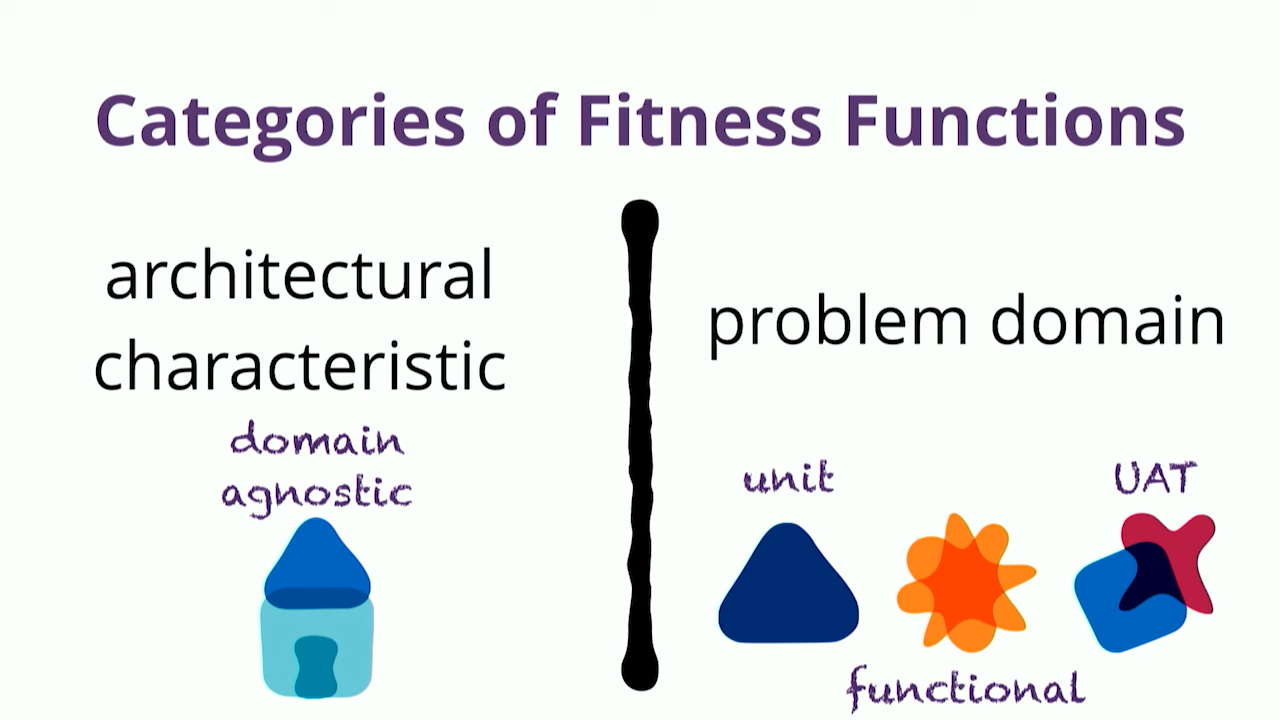 Categories of Fitness Functions
architectural
characteristic
domain
agnostic
problem domain
unit
UAT
functional